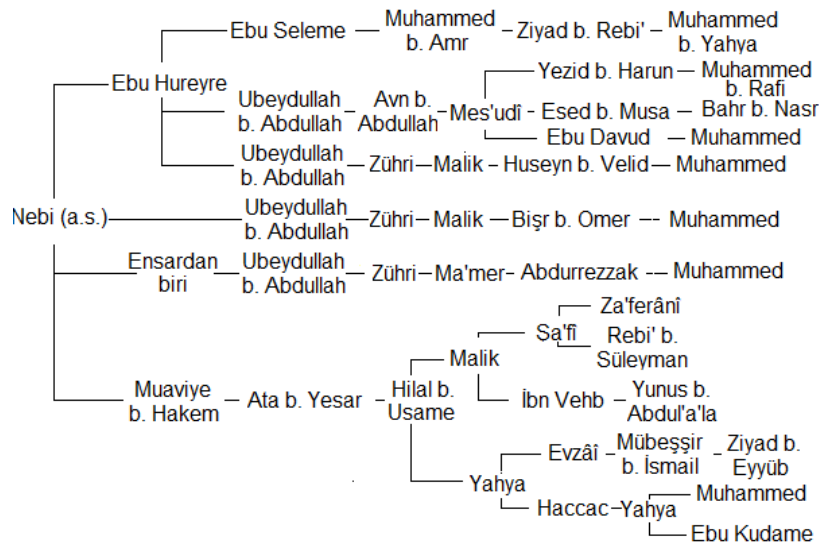 Ebu Seleme Muhammed b. Amr Ziyad b. Rebi' Muhammed b. Yahya
Ebu Hureyre
Yezid b. Harun Muhammed b. Rafi
Ubeydullah b. Abdullah Avn b. Abdullah Mes'udî Esed b. Musa Bahr b. Nasr
Ebu Davud Muhammed
Ubeydullah b. Abdullah Zühri Malik Huseyn b. Velid Muhammed
Nebi (a.s.) Ubeydullah b. Abdullah Zühri Malik Bişr b. Omer Muhammed
Ensardan biri Ubeydullah b. Abdullah Zühri Ma'mer Abdurrezzak Muhammed
Za'ferânî
Sa'fî
Rebi' b. Süleyman
Malik
Muaviye b. Hakem Ata b. Yesar Hilal b. Usame
İbn Vehb Yunus b. Abdul'a'la
Evzâî Mübeşşir b. İsmail Ziyad b. Eyyüb
Yahya
Muhammed
Haccac Yahya
Ebu Kudame